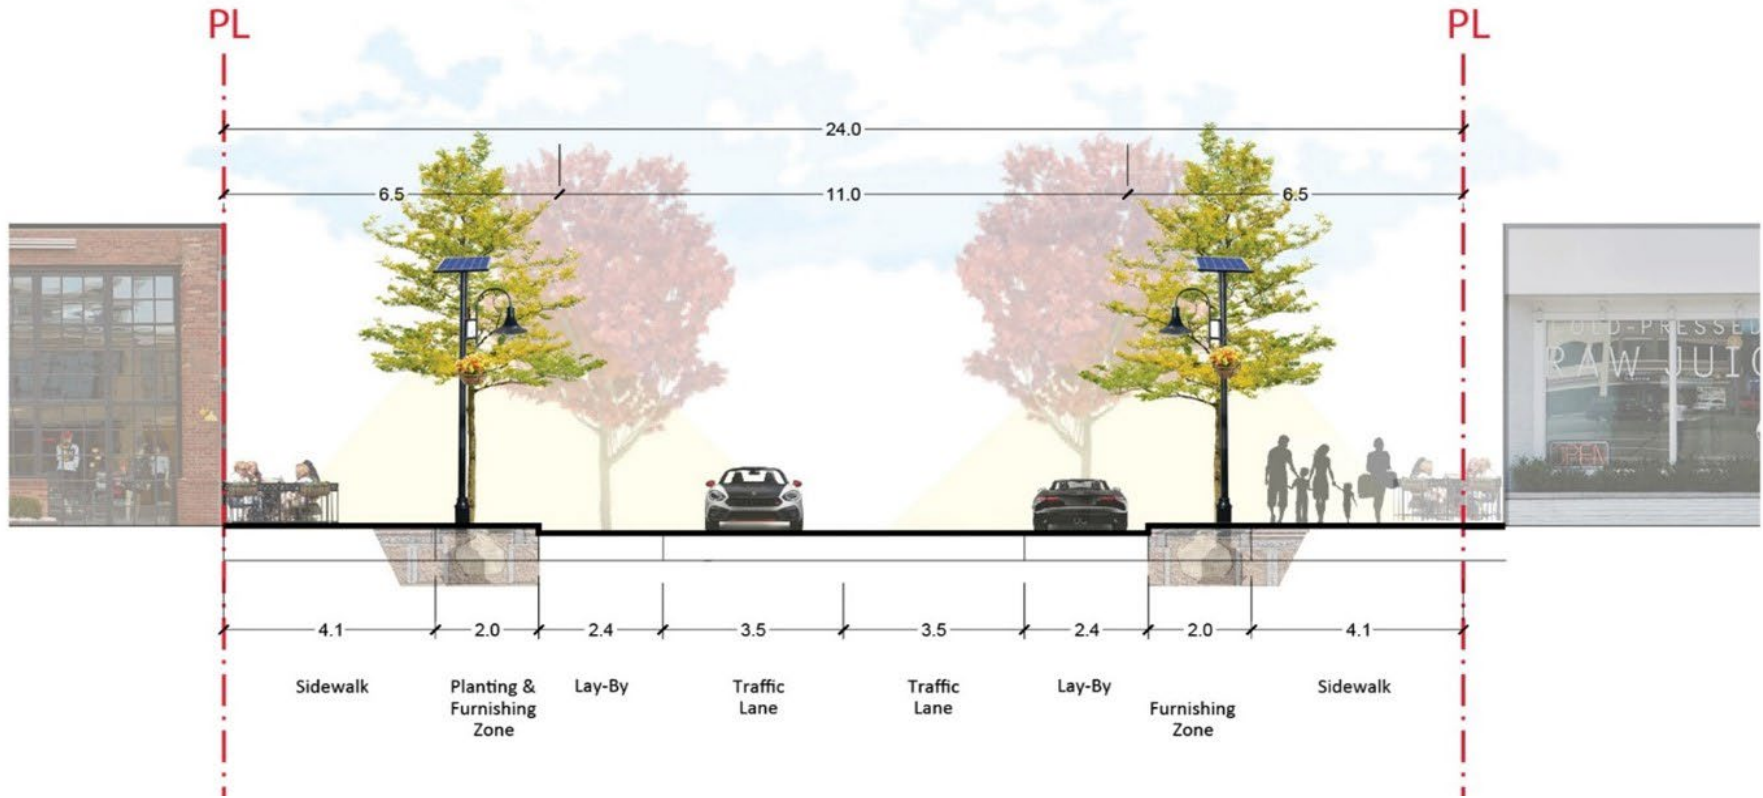 PL
PL
24.0
6.5
11.0
6.5
COLD-PRESSED
RAW JUIC
OPEN
4.1
2.0
2.4
3.5
3.5
2.4
2.0
4.1
Sidewalk
Planting &
Furnishing
Zone
Lay-By
Traffic
Lane
Traffic
Lane
Lay-By
Furnishing
Zone
Sidewalk